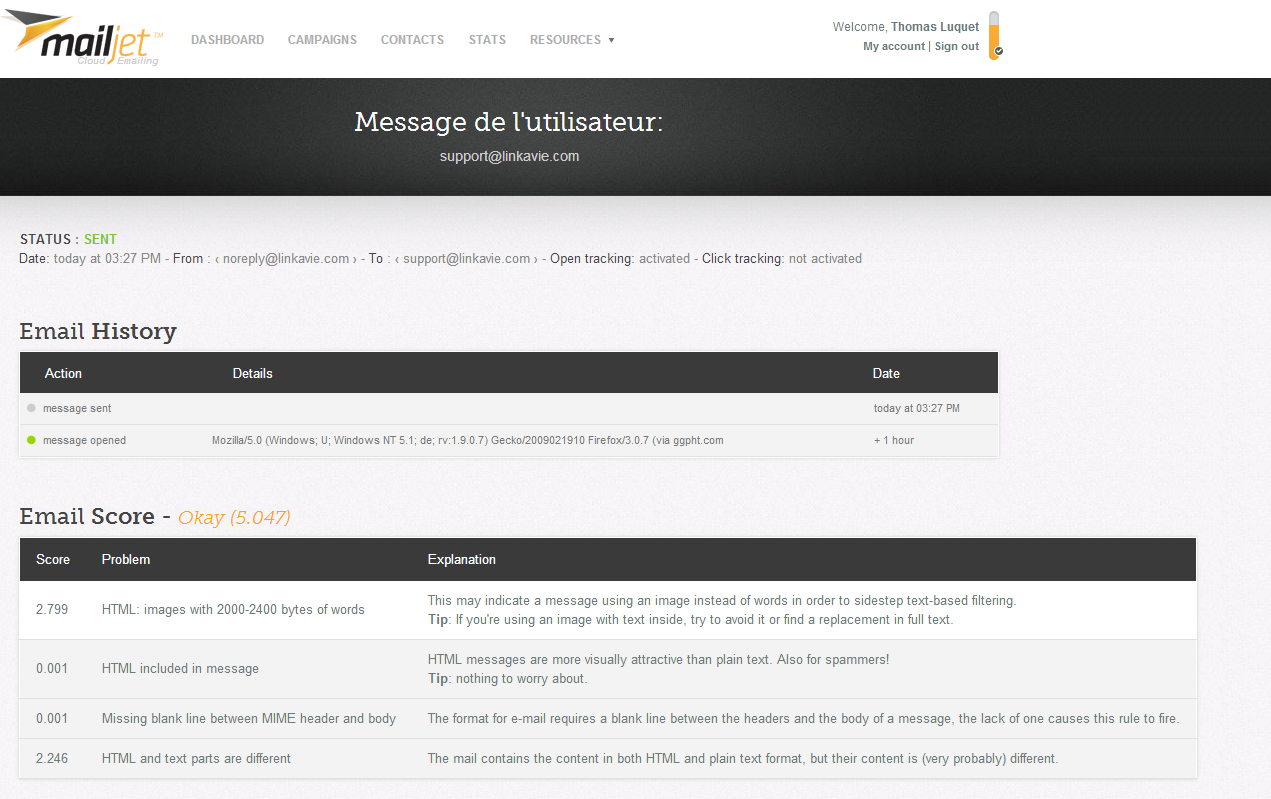 mailjet™
Cloud Emailing
DASHBOARD CAMPAIGNS CONTACTS STATS RESOURCES ▼
Welcome, Thomas Luquet
My account | Sign out
Message de l'utilisateur:
support@linkavie.com
STATUS : SENT
Date: today at 03:27 PM - From : ‹ noreply@linkavie.com › - To : ‹ support@linkavie.com › - Open tracking: activated - Click tracking: not activated
Email History
Action Details Date
message sent today at 03:27 PM
message opened Mozilla/5.0 (Windows; U; Windows NT 5.1; de; rv:1.9.0.7) Gecko/2009021910 Firefox/3.0.7 (via ggpht.com + 1 hour
Email Score - Okay (5.047)
Score Problem Explanation
2.799 HTML: images with 2000-2400 bytes of words This may indicate a message using an image instead of words in order to sidestep text-based filtering.
Tip: If you're using an image with text inside, try to avoid it or find a replacement in full text.
0.001 HTML included in message HTML messages are more visually attractive than plain text. Also for spammers!
Tip: nothing to worry about.
0.001 Missing blank line between MIME header and body The format for e-mail requires a blank line between the headers and the body of a message, the lack of one causes this rule to fire.
2.246 HTML and text parts are different The mail contains the content in both HTML and plain text format, but their content is (very probably) different.